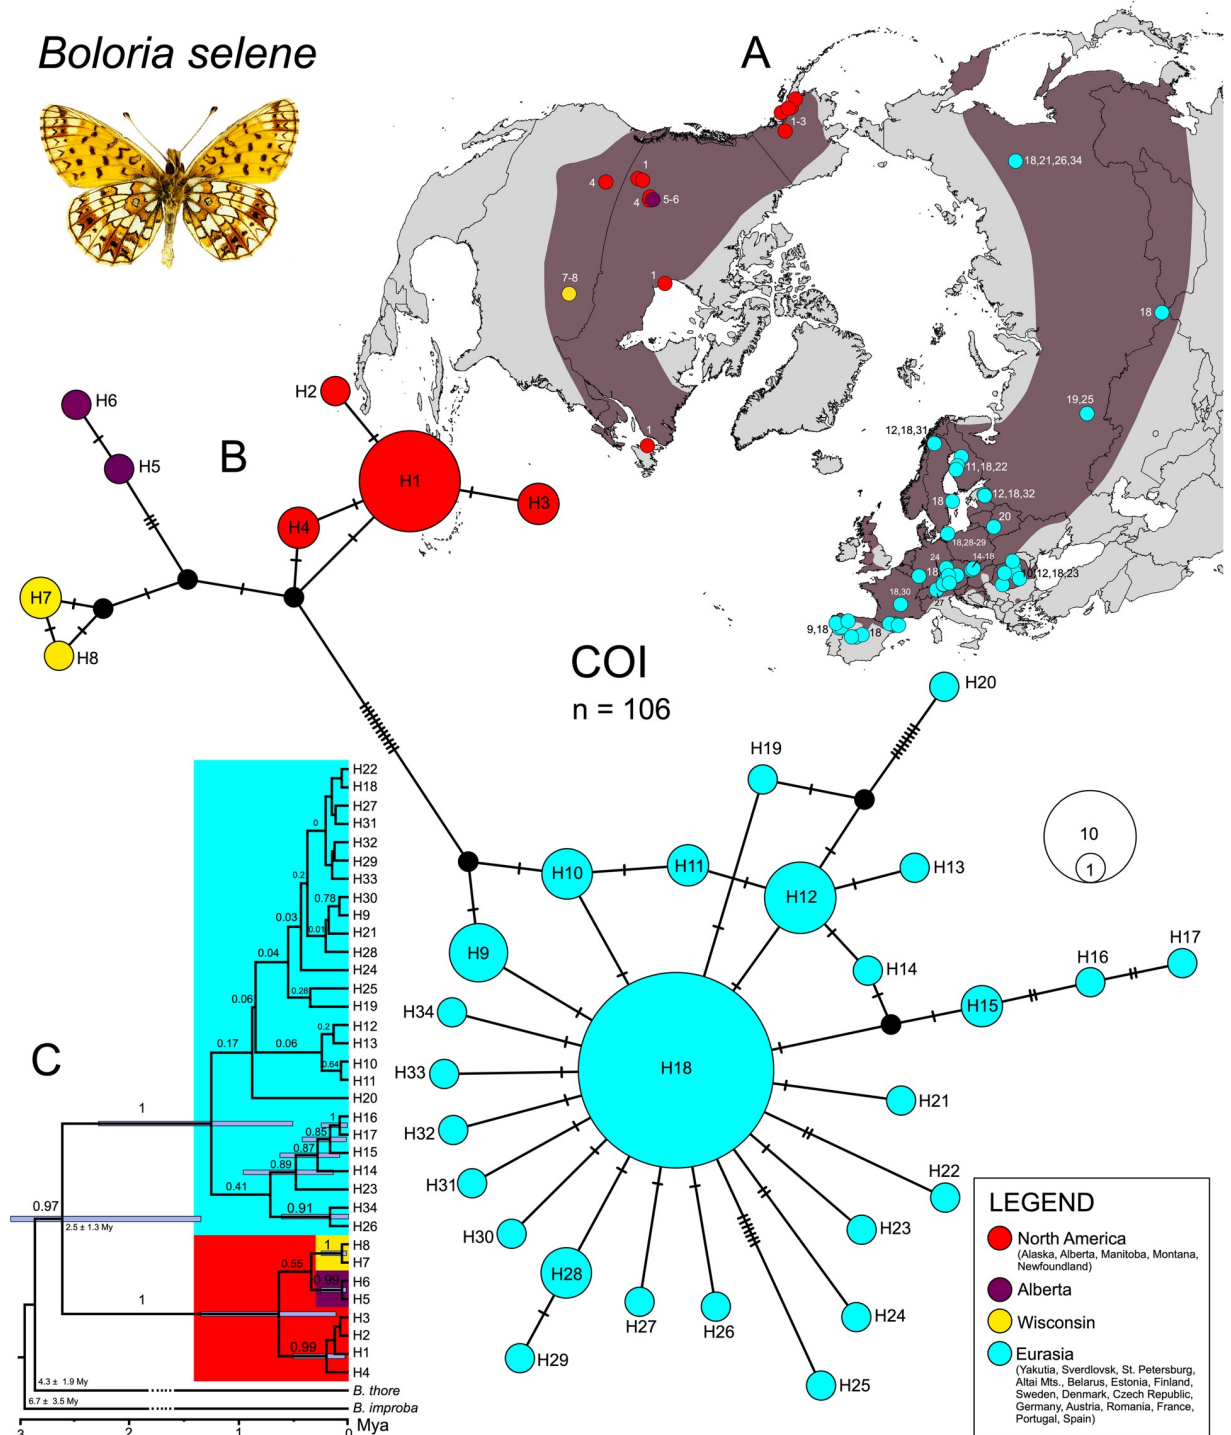 Boloria selene
A
1-3
1
4
4
5-6
18,21,26,34
7-8
1
18
19,25
1
12,18,31
11,18,22
12,18,32
18
20
18,28-29
24
14-18
18
10,12,18,23
18,30
27
9,18
18
B
H6
H2
H5
H1
H4
H3
H7
H8
COI
n = 106
H20
H19
10
1
H10
H11
H12
H13
H9
H14
H16
H17
H15
H34
H18
H33
H21
H32
H31
H22
H30
H23
H28
H27
H26
H24
H29
H25
C
H22
H18
H27
H31
0
H32
H29
0.2
H33
0.78
H30
H9
0.03
0.01
H21
H28
0.04
H24
0.28
H25
0.06
H19
0.2
H12
H13
0.17
0.06
0.64
H10
H11
H20
1
1
H16
0.85
H17
0.87
H15
0.89
H14
0.41
H23
0.97
0.91
H34
H26
2.5 ± 1.3 My
1
H8
0.55
H7
0.99
H6
H5
1
H3
H2
0.99
H1
H4
4.3 ± 1.9 My
B. thore
6.7 ± 3.5 My
B. improba
3
2
1
0
Mya
LEGEND
North America
(Alaska, Alberta, Manitoba, Montana,
Newfoundland)
Alberta
Wisconsin
Eurasia
(Yakutia, Sverdlovsk, St. Petersburg,
Altai Mts., Belarus, Estonia, Finland,
Sweden, Denmark, Czech Republic,
Germany, Austria, Romania, France,
Portugal, Spain)